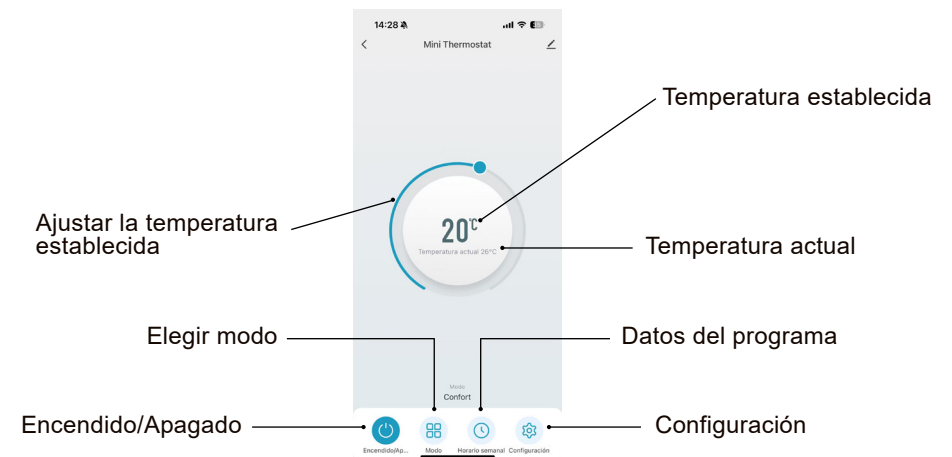 14:28
Mini Thermostat
Temperatura establecida
Ajustar la temperatura
establecida
20°C
Temperatura actual 26°C
Temperatura actual
Elegir modo
Datos del programa
Modo
Confort
Encendido/Apagado
Configuración
Encendido/Ap...
Modo
Horario semanal
Configuración